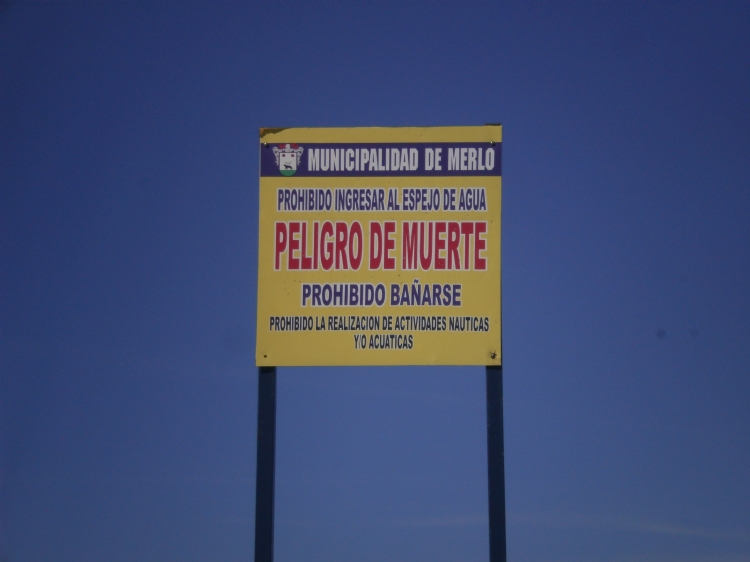 MUNICIPALIDAD DE MERLO
PROHIBIDO INGRESAR AL ESPEJO DE AGUA
PELIGRO DE MUERTE
PROHIBIDO BAÑARSE
PROHIBIDO LA REALIZACION DE ACTIVIDADES NAUTICAS
Y/O ACUATICAS